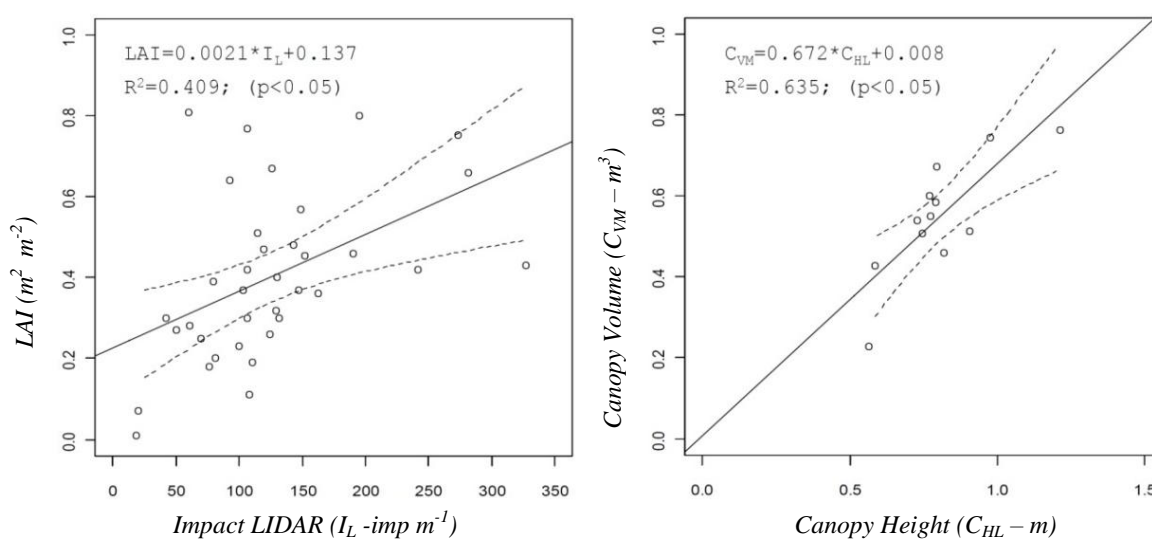 LAI=0.0021*I_L+0.137
R²=0.409; (p<0.05)
1.0
0.8
0.6
0.4
0.2
0.0
LAI (m² m⁻²)
0 50 100 150 200 250 300 350
Impact LIDAR (I_L -imp m⁻¹)
C_VM=0.672*C_HL+0.008
R²=0.635; (p<0.05)
1.0
0.8
0.6
0.4
0.2
0.0
Canopy Volume (C_VM – m³)
0.0 0.5 1.0 1.5
Canopy Height (C_HL – m)